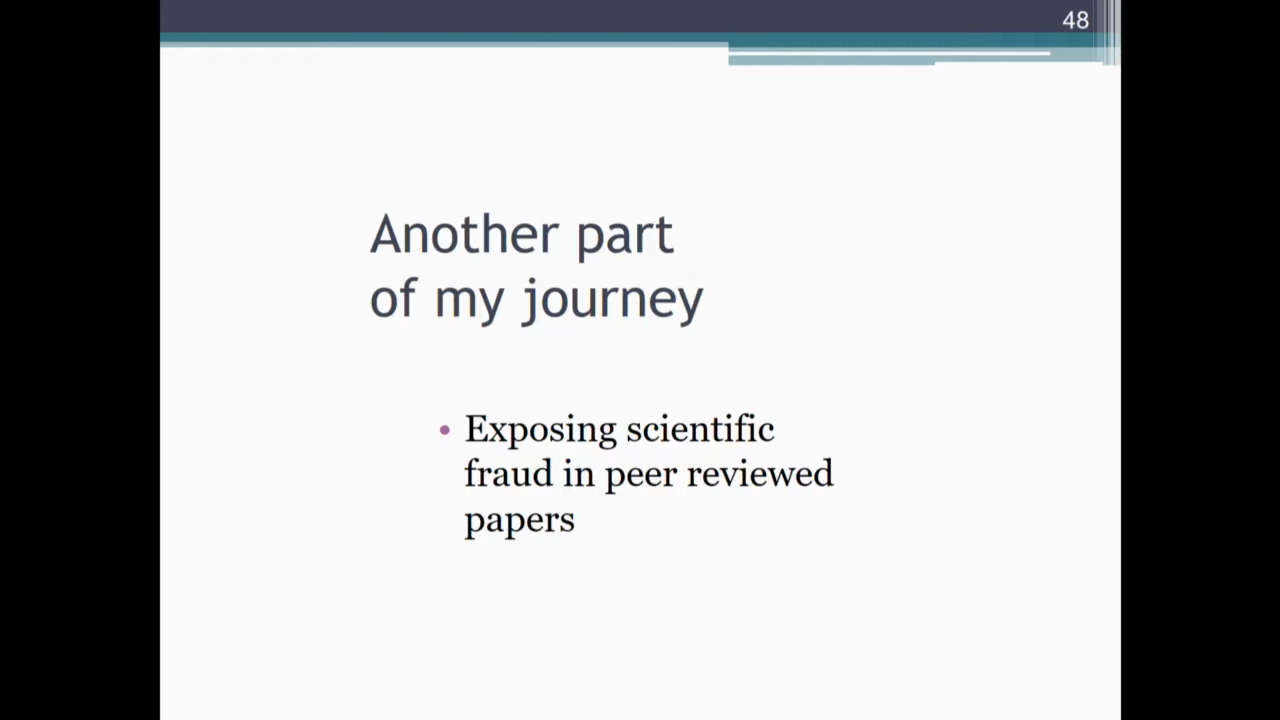 48
Another part
of my journey
• Exposing scientific
fraud in peer reviewed
papers